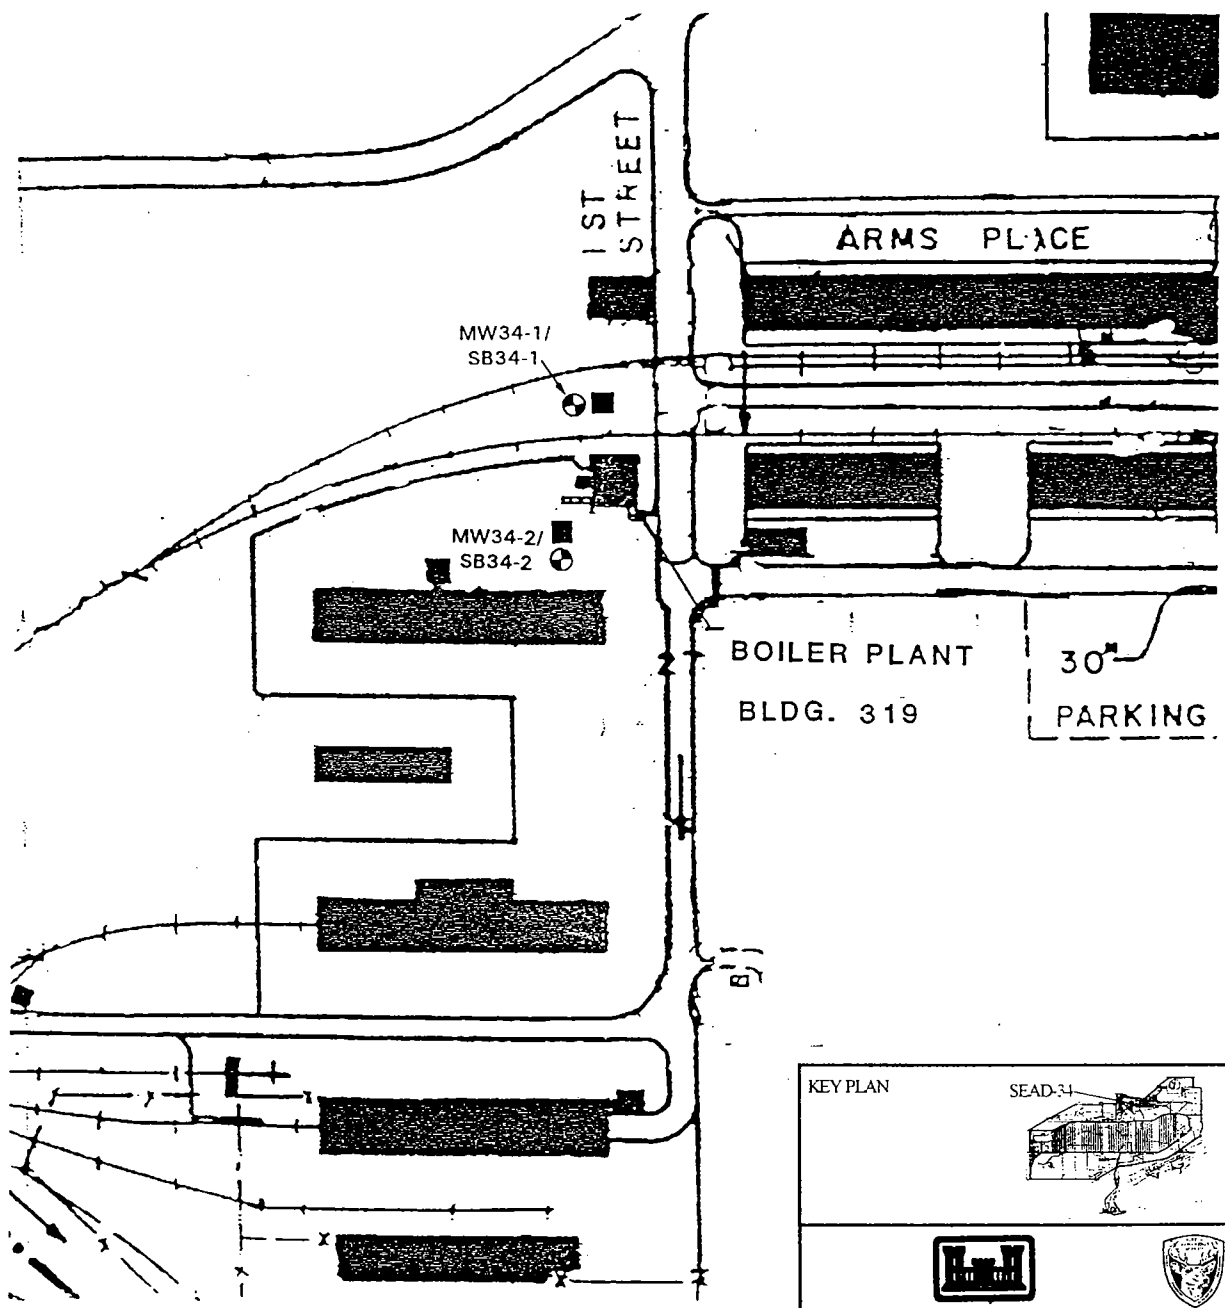 1ST
STREET
ARMS PLACE
MW34-1/
SB34-1
MW34-2/
SB34-2
BOILER PLANT
BLDG. 319
30"
PARKING
B
KEY PLAN
SEAD-34